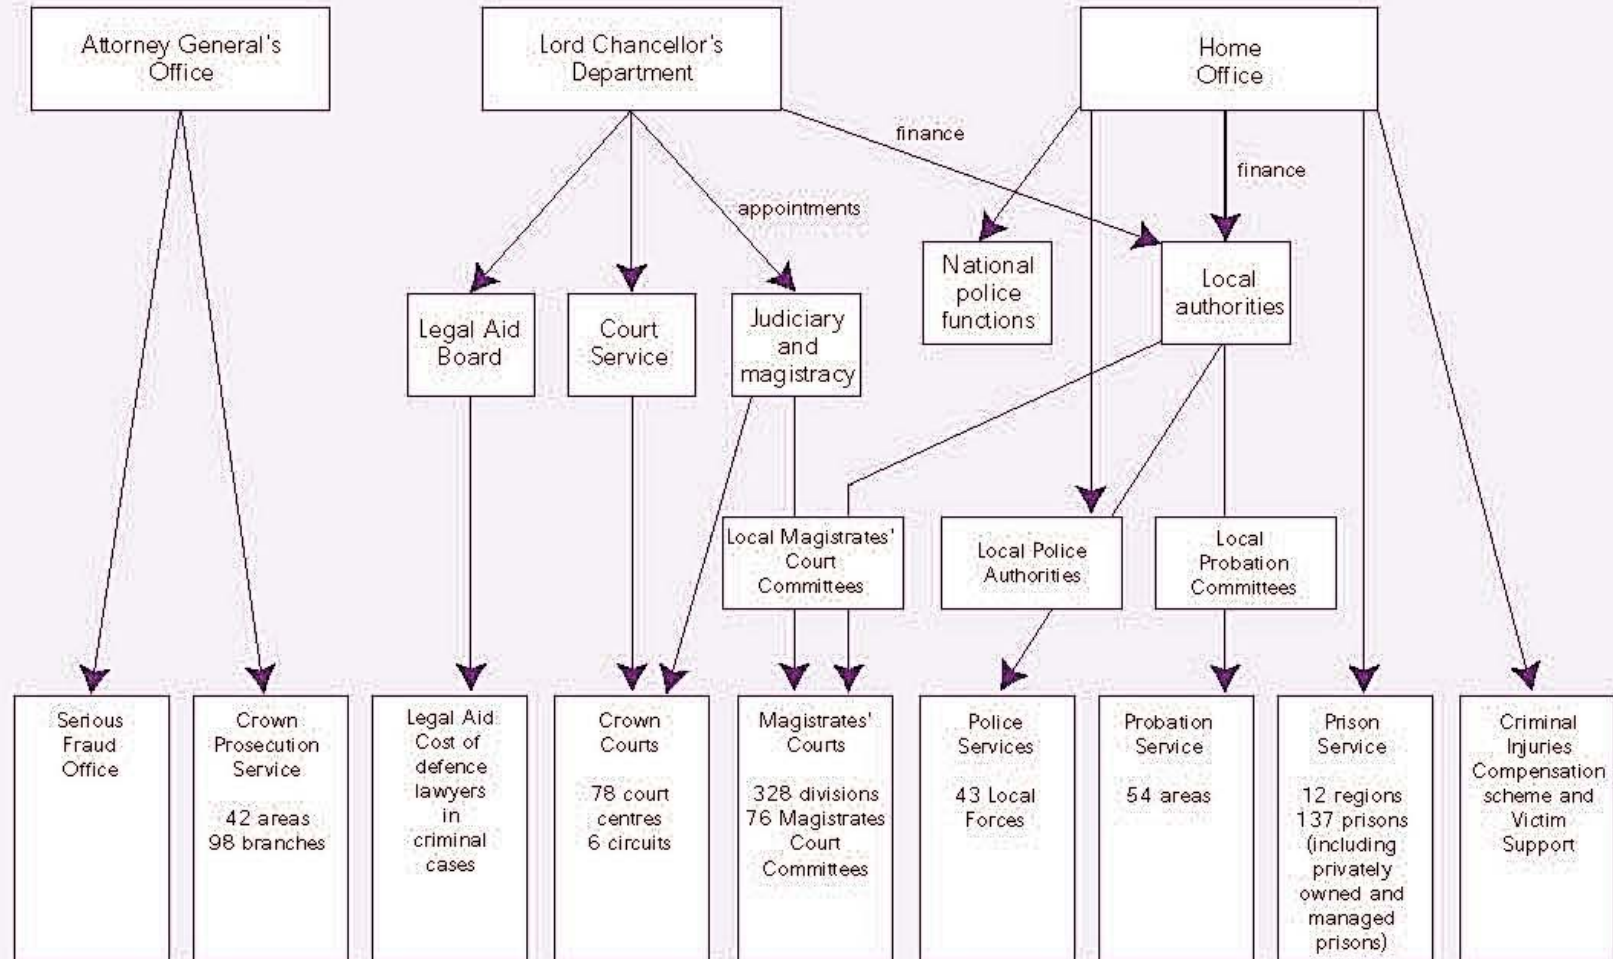 Attorney General's
Office
Lord Chancellor's
Department
Home
Office
finance
finance
appointments
National
police
functions
Local
authorities
Legal Aid
Board
Court
Service
Judiciary
and
magistracy
Local Magistrates'
Court
Committees
Local Police
Authorities
Local
Probation
Committees
Serious
Fraud
Office
Crown
Prosecution
Service
42 areas
98 branches
Legal Aid
Cost of
defence
lawyers
in
criminal
cases
Crown
Courts
78 court
centres
6 circuits
Magistrates'
Courts
328 divisions
76 Magistrates
Court
Committees
Police
Services
43 Local
Forces
Probation
Service
54 areas
Prison
Service
12 regions
137 prisons
(including
privately
owned and
managed
prisons)
Criminal
Injuries
Compensation
scheme and
Victim
Support